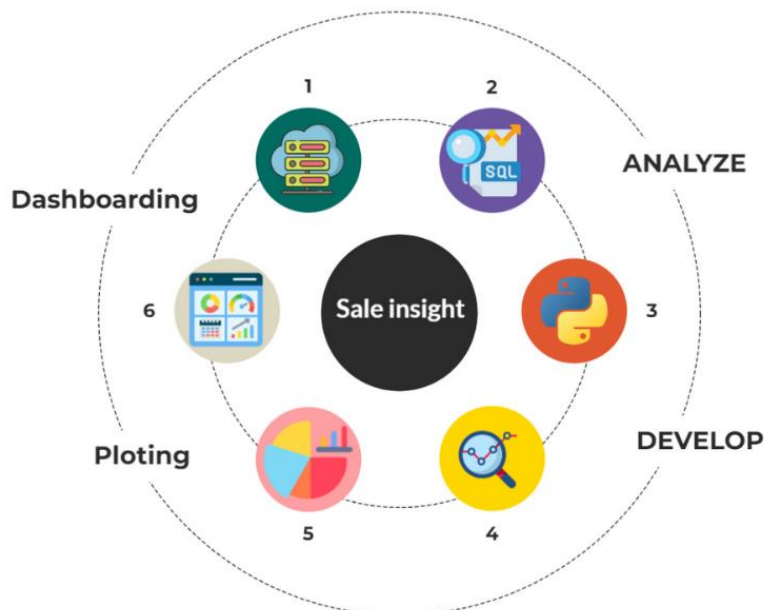 1
2
ANALYZE
Dashboarding
SQL
Sale insight
6
3
Ploting
DEVELOP
5
4